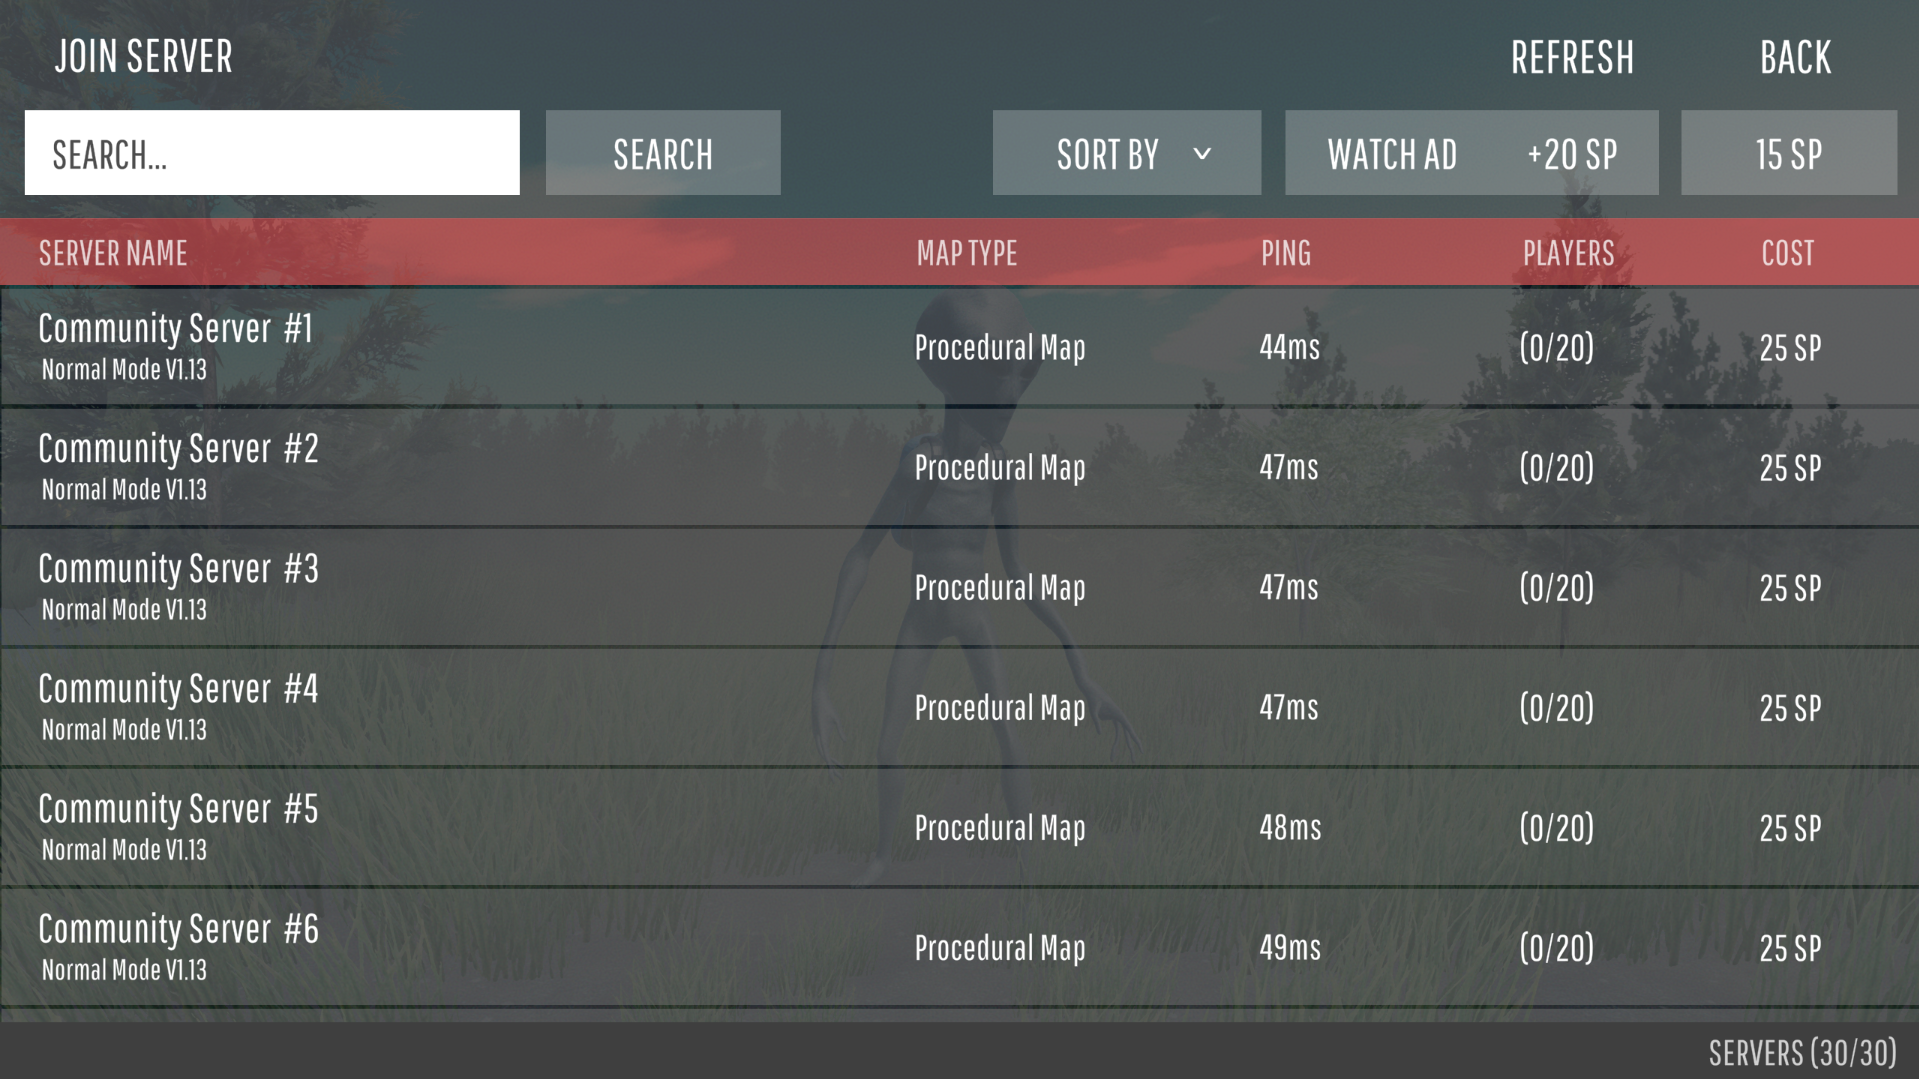 JOIN SERVER
REFRESH
BACK
SEARCH...
SEARCH
SORT BY
WATCH AD +20 SP
15 SP
SERVER NAME MAP TYPE PING PLAYERS COST
Community Server #1
Normal Mode V1.13
Procedural Map 44ms (0/20) 25 SP
Community Server #2
Normal Mode V1.13
Procedural Map 47ms (0/20) 25 SP
Community Server #3
Normal Mode V1.13
Procedural Map 47ms (0/20) 25 SP
Community Server #4
Normal Mode V1.13
Procedural Map 47ms (0/20) 25 SP
Community Server #5
Normal Mode V1.13
Procedural Map 48ms (0/20) 25 SP
Community Server #6
Normal Mode V1.13
Procedural Map 49ms (0/20) 25 SP
SERVERS (30/30)